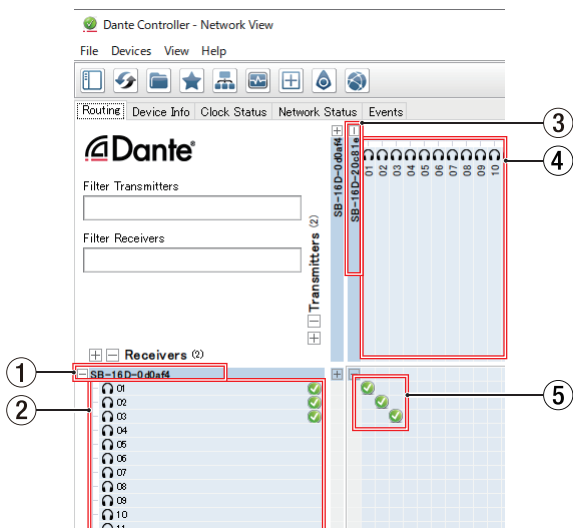 Dante Controller - Network View
File Devices View Help
Routing Device Info Clock Status Network Status Events
Dante
Filter Transmitters
Filter Receivers
Transmitters (2)
SB-16D-0d0af4
SB-16D-20c81e
01 02 03 04 05 06 07 08 09 10
3
4
Receivers (2)
1
SB-16D-0d0af4
2
5
01
02
03
04
05
06
07
08
09
10